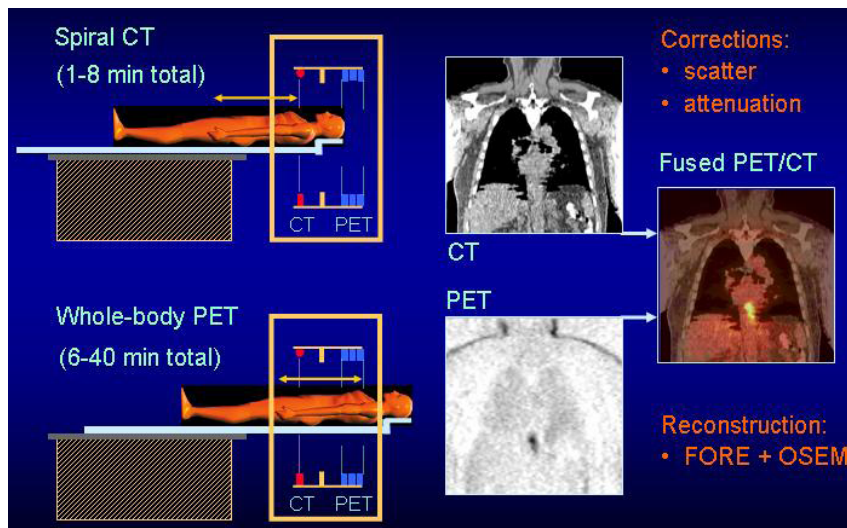 Spiral CT
(1-8 min total)
CT PET
Whole-body PET
(6-40 min total)
CT PET
CT
PET
Corrections:
• scatter
• attenuation
Fused PET/CT
Reconstruction:
• FORE + OSEM